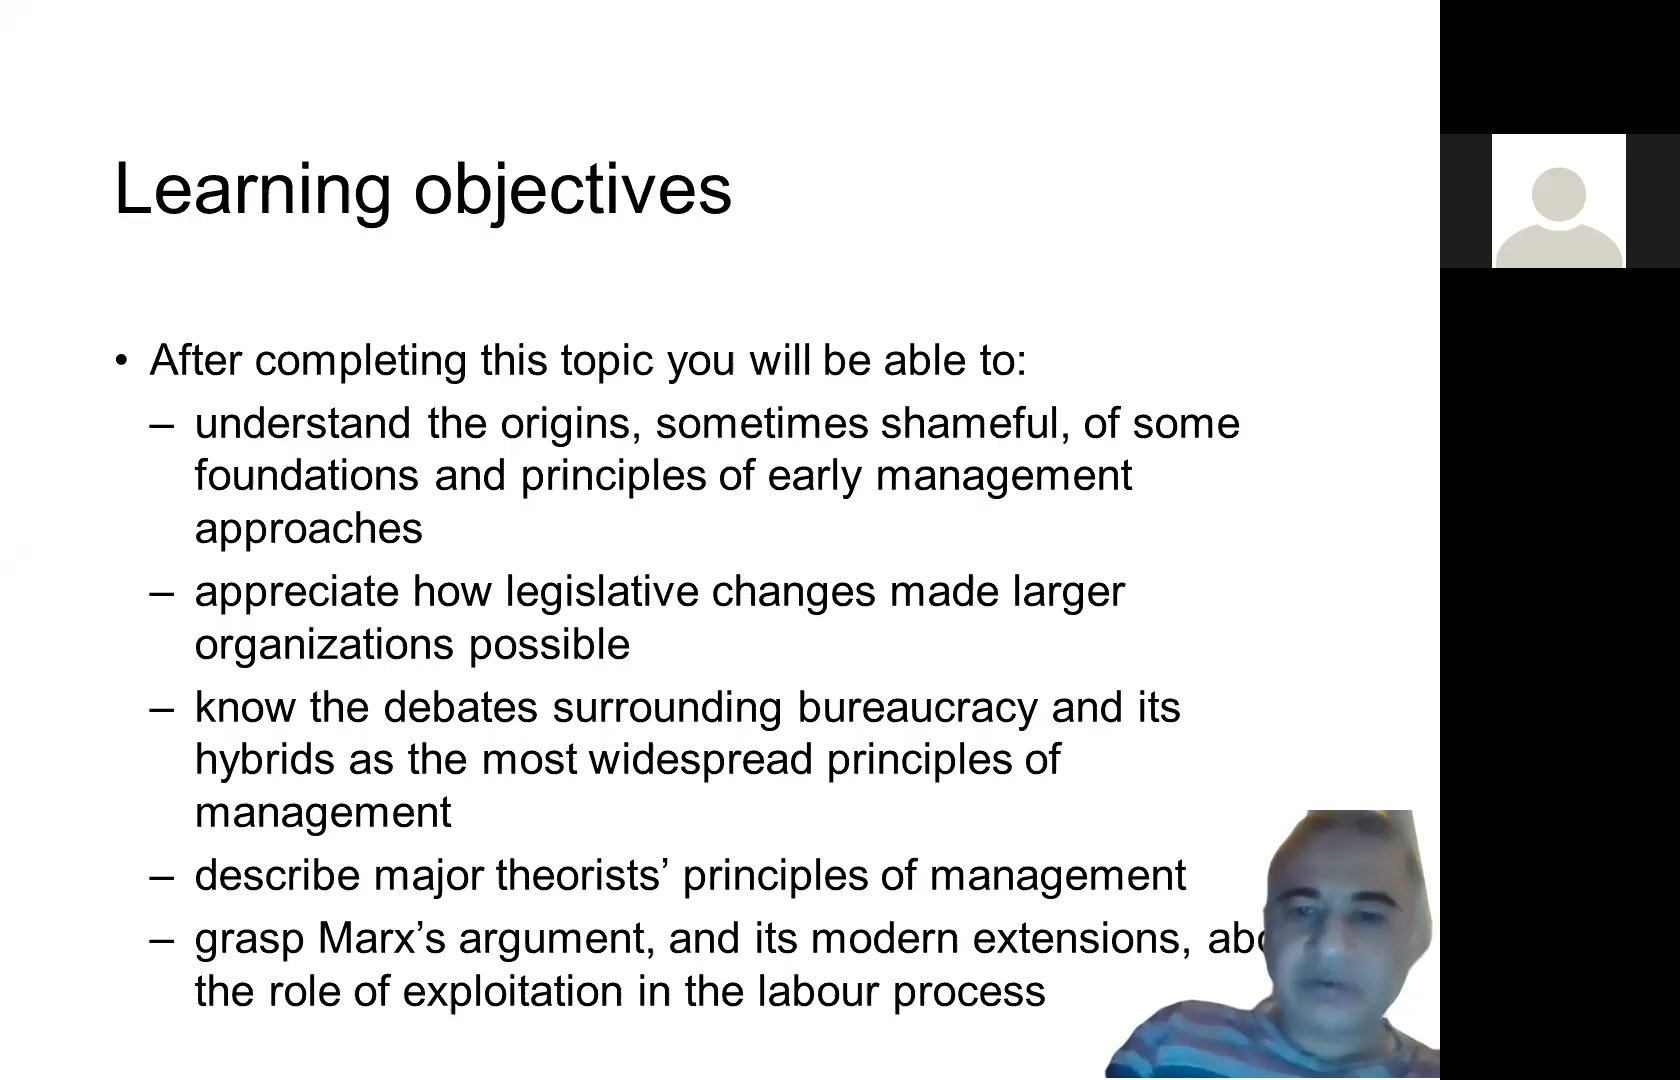 Learning objectives
• After completing this topic you will be able to:
– understand the origins, sometimes shameful, of some
foundations and principles of early management
approaches
– appreciate how legislative changes made larger
organizations possible
– know the debates surrounding bureaucracy and its
hybrids as the most widespread principles of
management
– describe major theorists’ principles of management
– grasp Marx’s argument, and its modern extensions,
the role of exploitation in the labour process